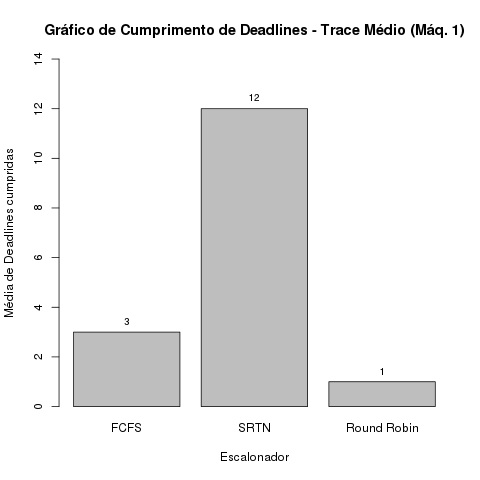 Gráfico de Cumprimento de Deadlines - Trace Médio (Máq. 1)
Média de Deadlines cumpridas
14
12
10
8
6
4
2
0
3
12
1
FCFS
SRTN
Round Robin
Escalonador